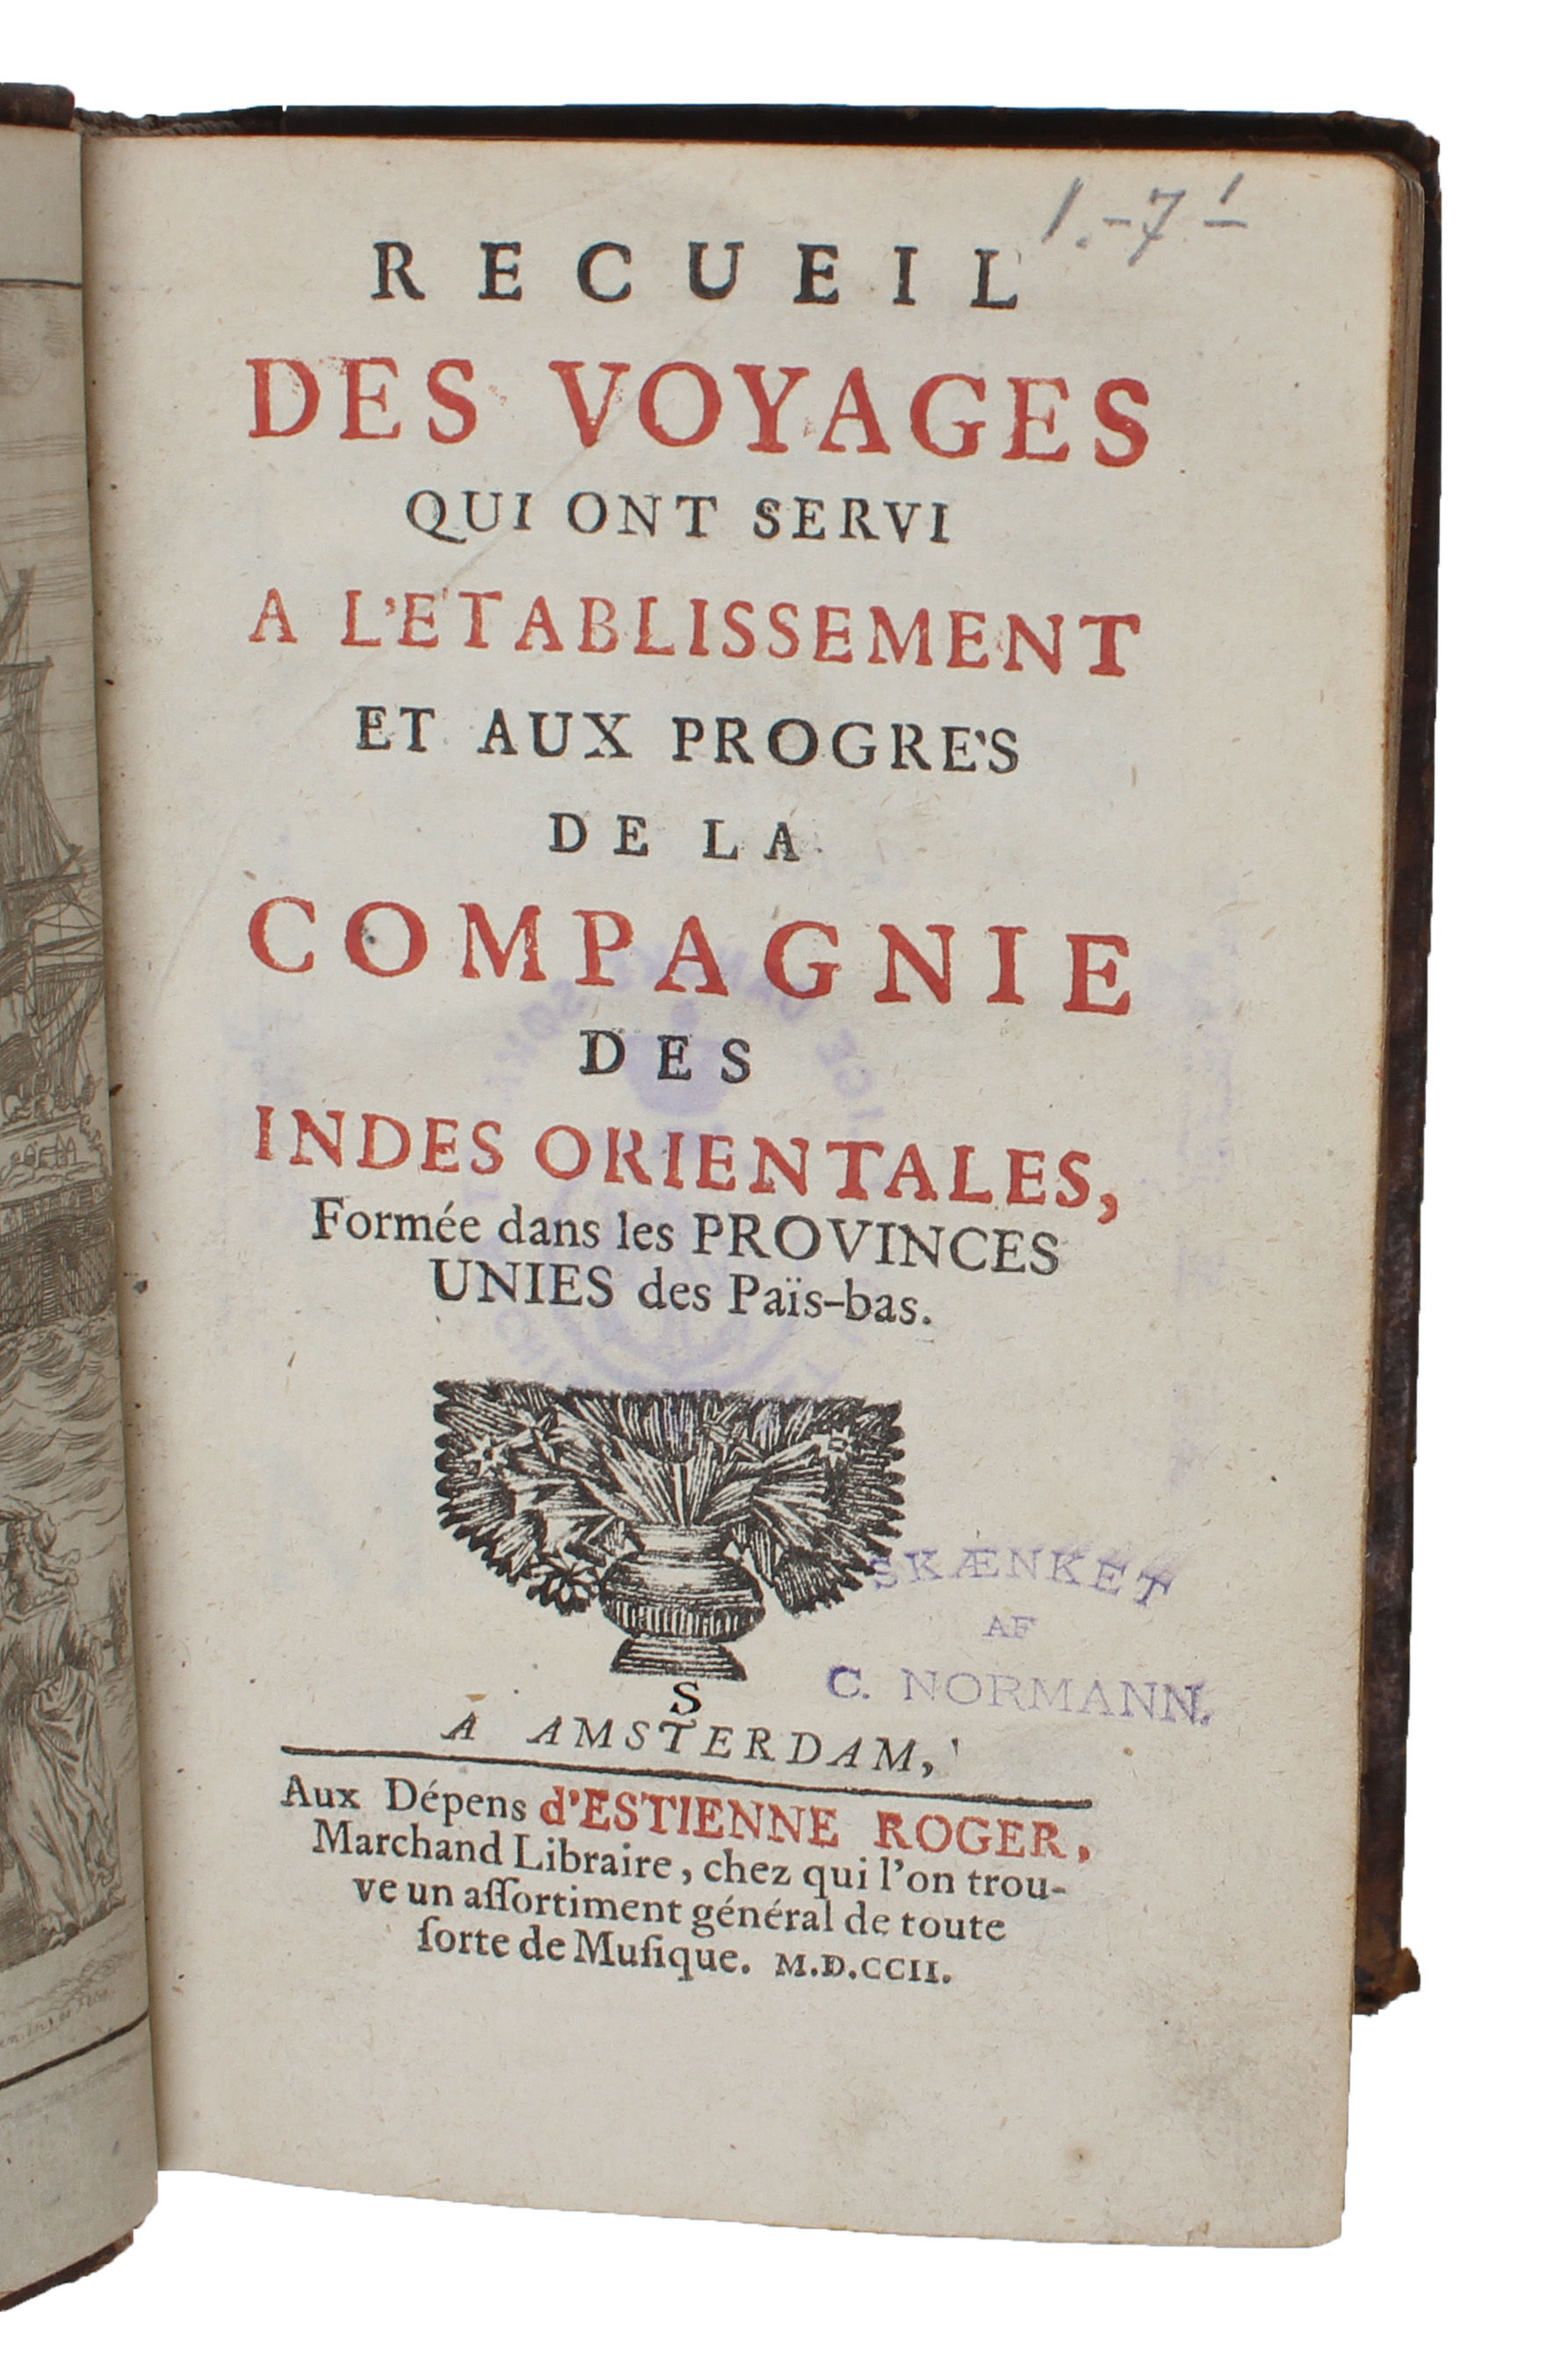 1.-7 1
RECUEIL
DES VOYAGES
QUI ONT SERVI
A L'ETABLISSEMENT
ET AUX PROGRE'S
DE LA
COMPAGNIE
DES
INDES ORIENTALES,
Formée dans les PROVINCES
UNIES des Païs-bas.
SKÆNKET
AF
C. NORMANN.
S
A AMSTERDAM,
Aux Dépens d'ESTIENNE ROGER,
Marchand Libraire, chez qui l'on trou-
ve un aſſortiment général de toute
ſorte de Muſique. M.D.CCII.